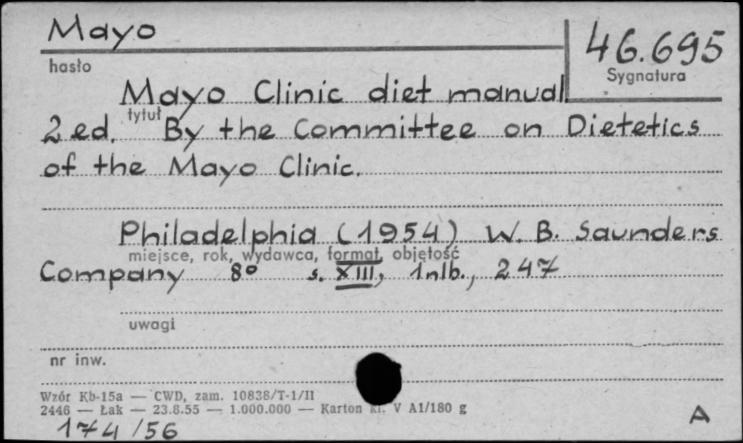 Mayo
46.695
hasło
Sygnatura
Mayo Clinic diet manual
tytuł
2 ed. By the Committee on Dietetics
of the Mayo Clinic.
Philadelphia (1954) W. B. Saunders
miejsce, rok, wydawca, format, objętość
Company 8° s. XIII, 1 nlb., 247
uwagi
nr inw.
Wzór Kb-15a — CWD, zam. 10838/T-1/II
2446 — Łak — 23.8.55 — 1.000.000 — Karton kl. V A1/180 g
174/56
A